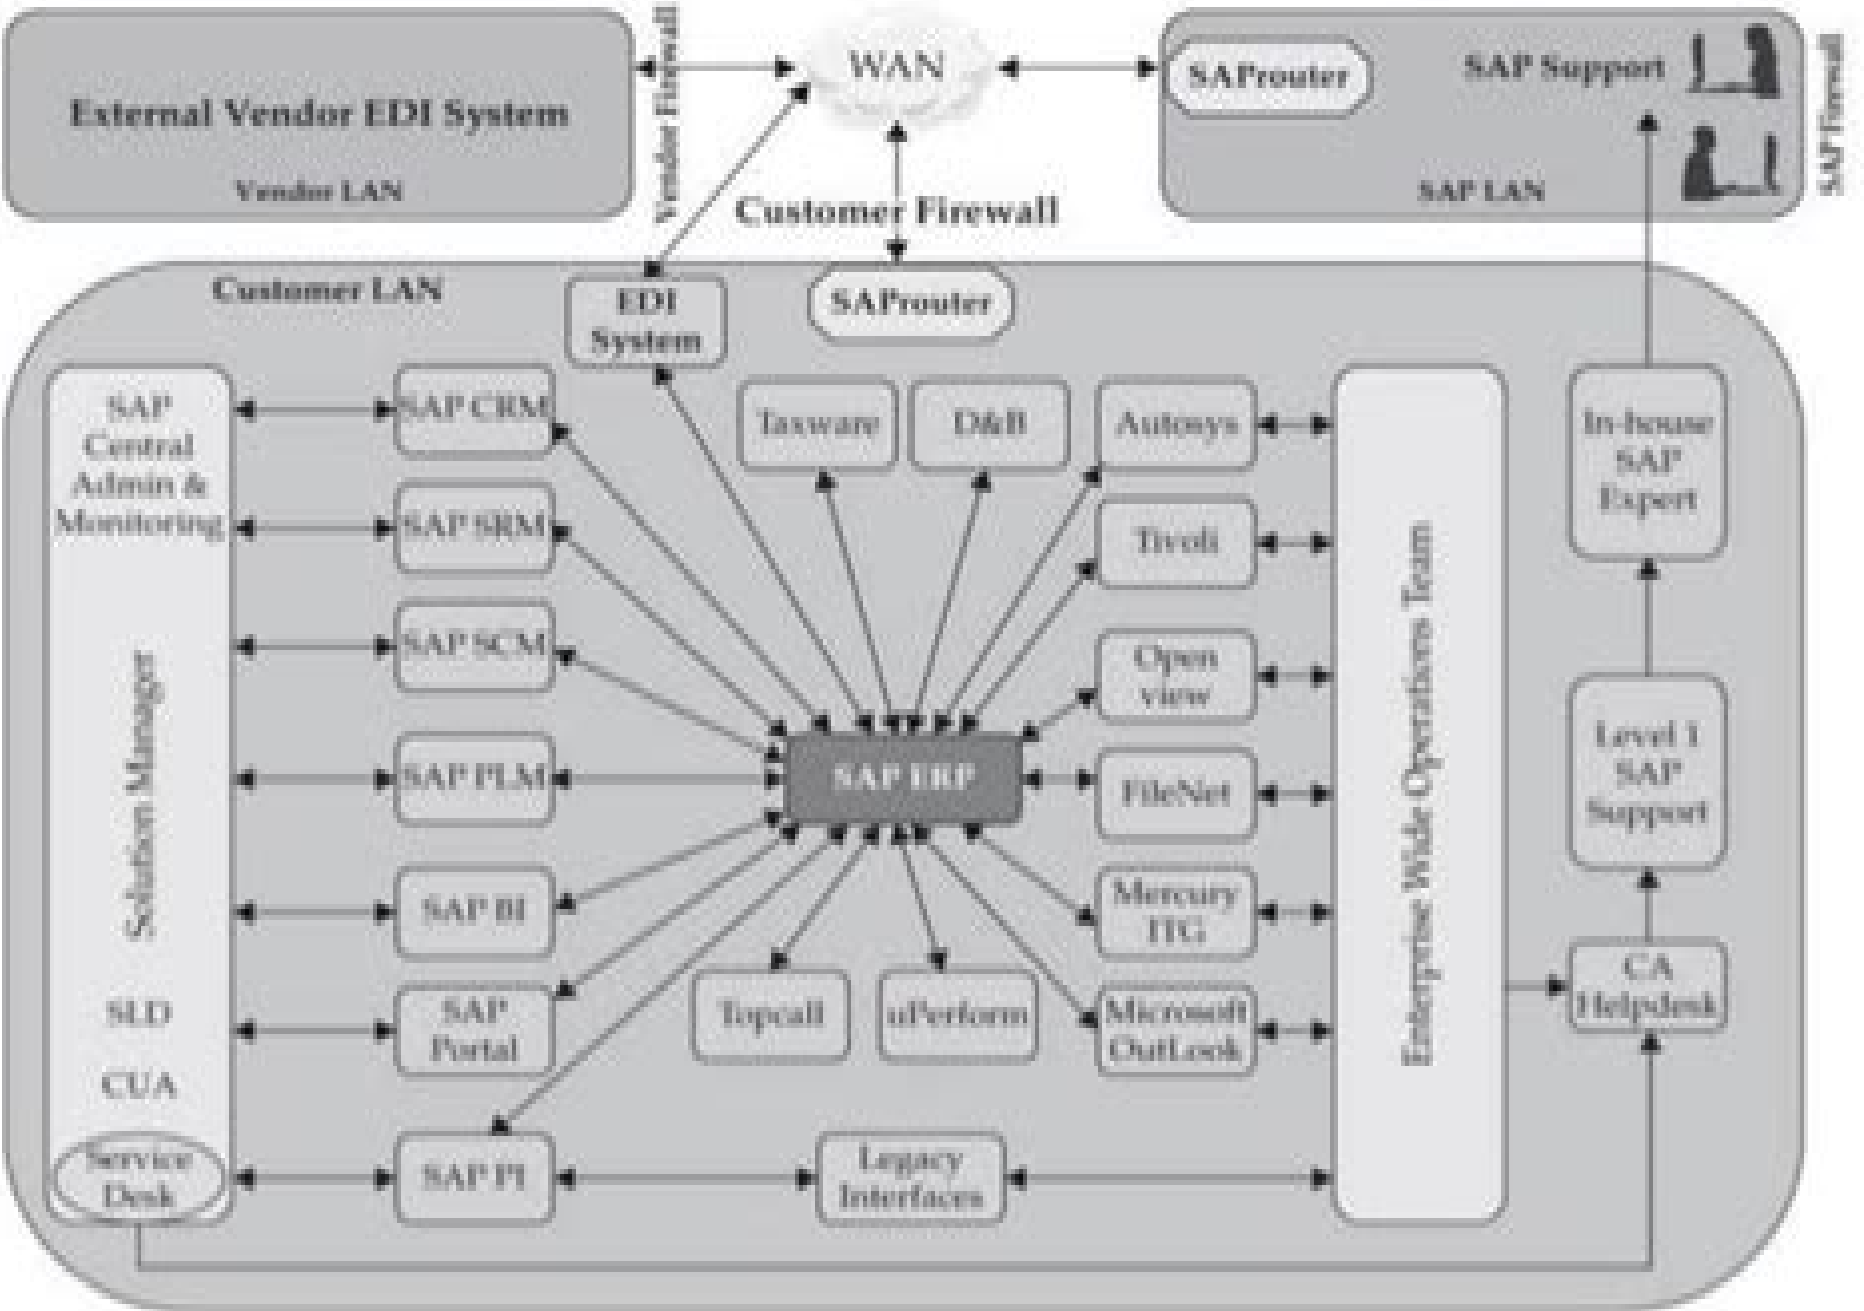 External Vendor EDI System
Vendor LAN
Vendor Firewall
WAN
SAProuter
SAP Support
SAP LAN
SAP Firewall
Customer Firewall
Customer LAN
EDI
System
SAProuter
SAP
Central
Admin &
Monitoring
Solution Manager
SLD
CUA
Service
Desk
SAP CRM
SAP SRM
SAP SCM
SAP PLM
SAP BI
SAP
Portal
SAP PI
Taxware
D&B
Autosys
Tivoli
Open
view
SAP ERP
FileNet
Mercury
ITG
Microsoft
OutLook
Topcall
uPerform
Legacy
Interfaces
Enterprise Wide Operations Team
In-house
SAP
Expert
Level 1
SAP
Support
CA
Helpdesk